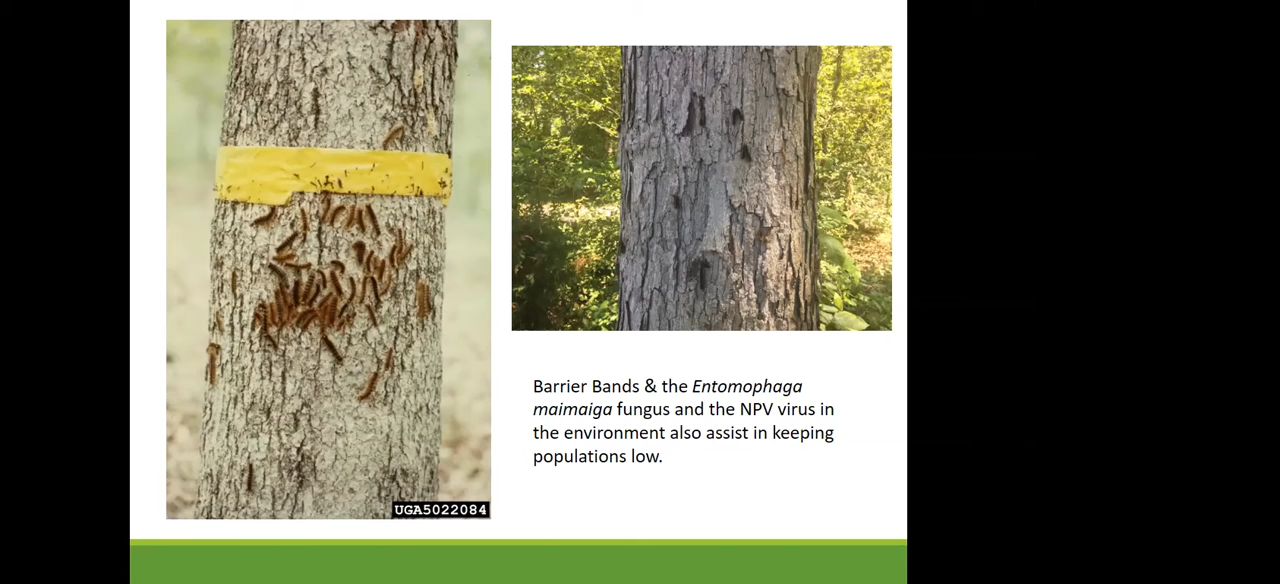 UGA5022084
Barrier Bands & the Entomophaga
maimaiga fungus and the NPV virus in
the environment also assist in keeping
populations low.